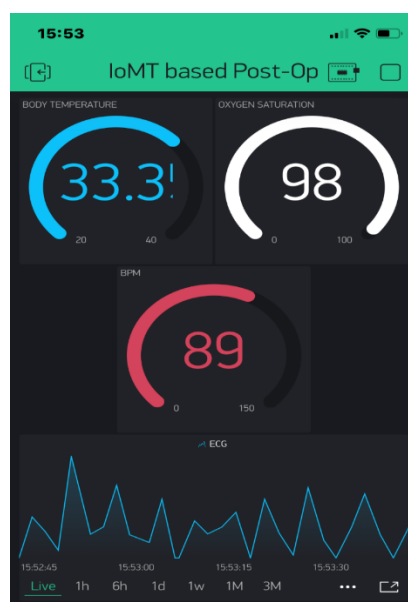 15:53
IoMT based Post-Op
BODY TEMPERATURE
OXYGEN SATURATION
33.3
98
20
40
0
100
BPM
89
0
150
ECG
15:52:45
15:53:00
15:53:15
15:53:30
Live 1h 6h 1d 1w 1M 3M ...